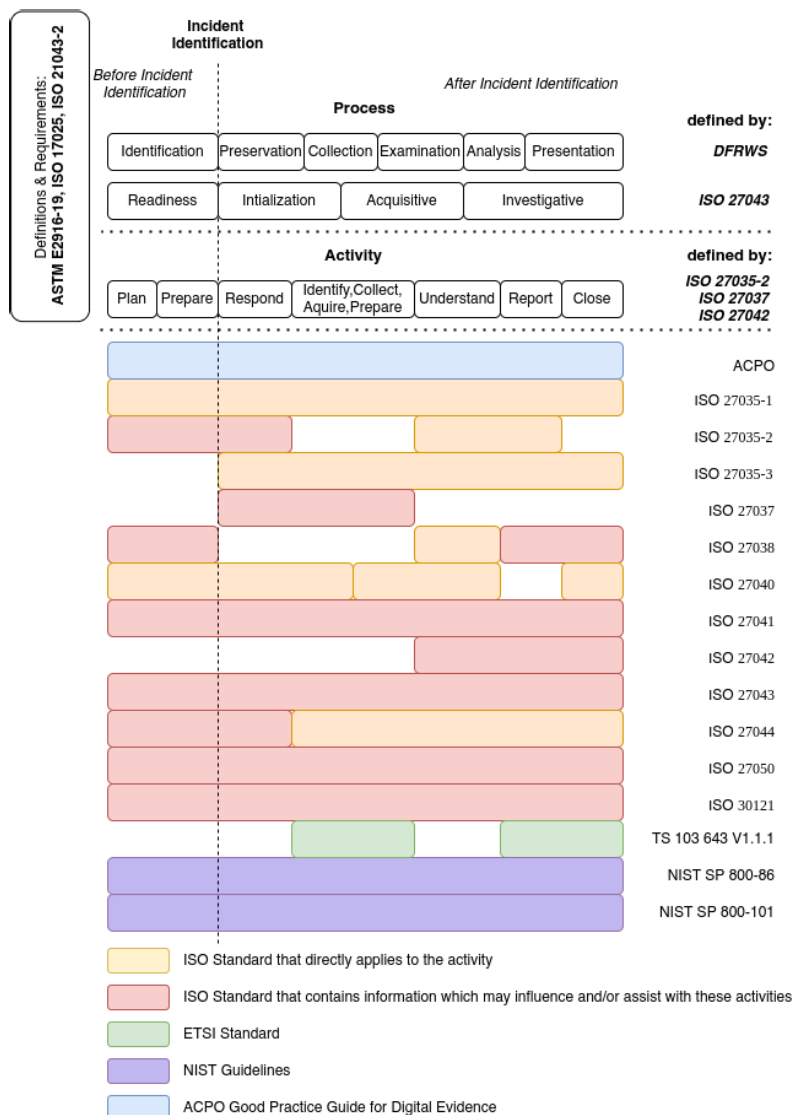 Definitions & Requirements:
ASTM E2916-19, ISO 17025, ISO 21043-2
Incident
Identification
Before Incident
Identification
After Incident Identification
Process
defined by:
Identification
Preservation
Collection
Examination
Analysis
Presentation
DFRWS
Readiness
Intialization
Acquisitive
Investigative
ISO 27043
Activity
defined by:
Plan
Prepare
Respond
Identify,Collect,
Aquire,Prepare
Understand
Report
Close
ISO 27035-2
ISO 27037
ISO 27042
ACPO
ISO 27035-1
ISO 27035-2
ISO 27035-3
ISO 27037
ISO 27038
ISO 27040
ISO 27041
ISO 27042
ISO 27043
ISO 27044
ISO 27050
ISO 30121
TS 103 643 V1.1.1
NIST SP 800-86
NIST SP 800-101
ISO Standard that directly applies to the activity
ISO Standard that contains information which may influence and/or assist with these activities
ETSI Standard
NIST Guidelines
ACPO Good Practice Guide for Digital Evidence